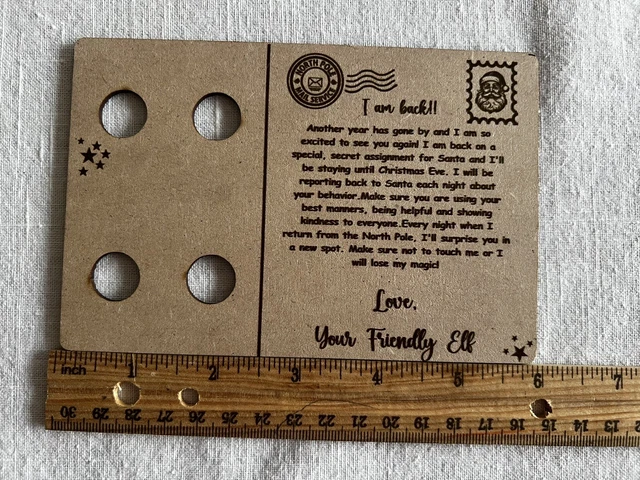 NORTH POLE
MAIL SERVICE
I am back!!
Another year has gone by and I am so
excited to see you again! I am back on a
special, secret assignment for Santa and I'll
be staying until Christmas Eve. I will be
reporting back to Santa each night about
your behavior.Make sure you are using your
best manners, being helpful and showing
kindness to everyone.Every night when I
return from the North Pole, I'll surprise you in
a new spot. Make sure not to touch me or I
will lose my magic!
Love,
Your Friendly Elf
inch 1 2 3 4 5 6 7
30 29 28 27 26 25 24 23 22 21 20 19 18 17 16 15 14 13